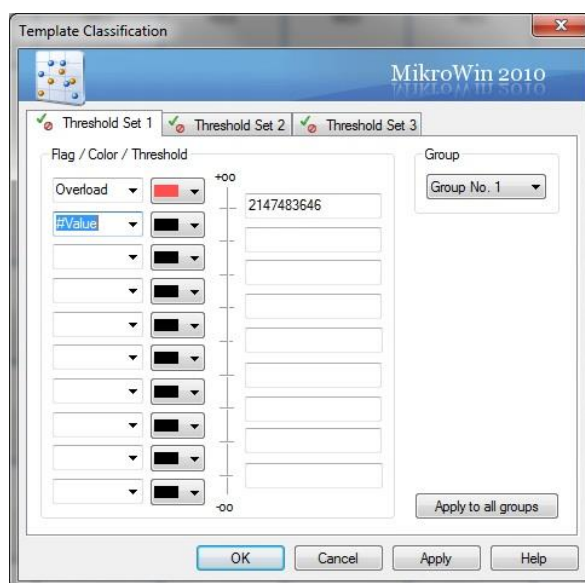 Template Classification
MikroWin 2010
Threshold Set 1
Threshold Set 2
Threshold Set 3
Flag / Color / Threshold
Group
+oo
Overload
2147483646
Group No. 1
#Value
-oo
Apply to all groups
OK
Cancel
Apply
Help